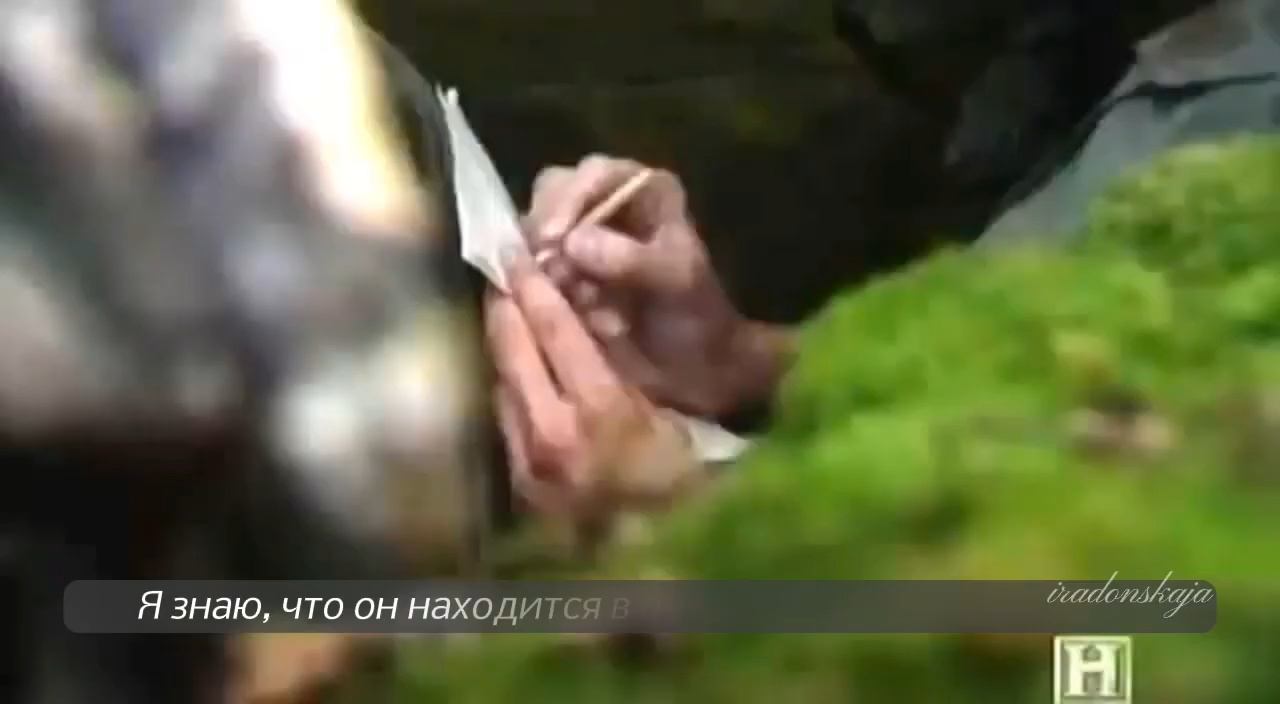 Я знаю, что он находится в
iradonskaja
H